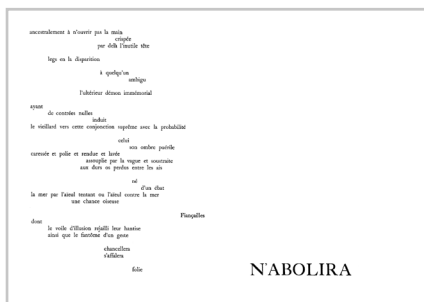 ancestralement à n'ouvrir pas la main
crispée
par delà l'inutile tête
legs en la disparition
à quelqu'un
ambigu
l'ultérieur démon immémorial
ayant
de contrées nulles
induit
le vieillard vers cette conjonction suprême avec la probabilité
celui
son ombre puérile
caressée et polie et rendue et lavée
assouplie par la vague et soustraite
aux durs os perdus entre les ais
né
d'un ébat
la mer par l'aïeul tentant ou l'aïeul contre la mer
une chance oiseuse
Fiançailles
dont
le voile d'illusion rejailli leur hantise
ainsi que le fantôme d'un geste
chancellera
s'affalera
folie
N'ABOLIRA